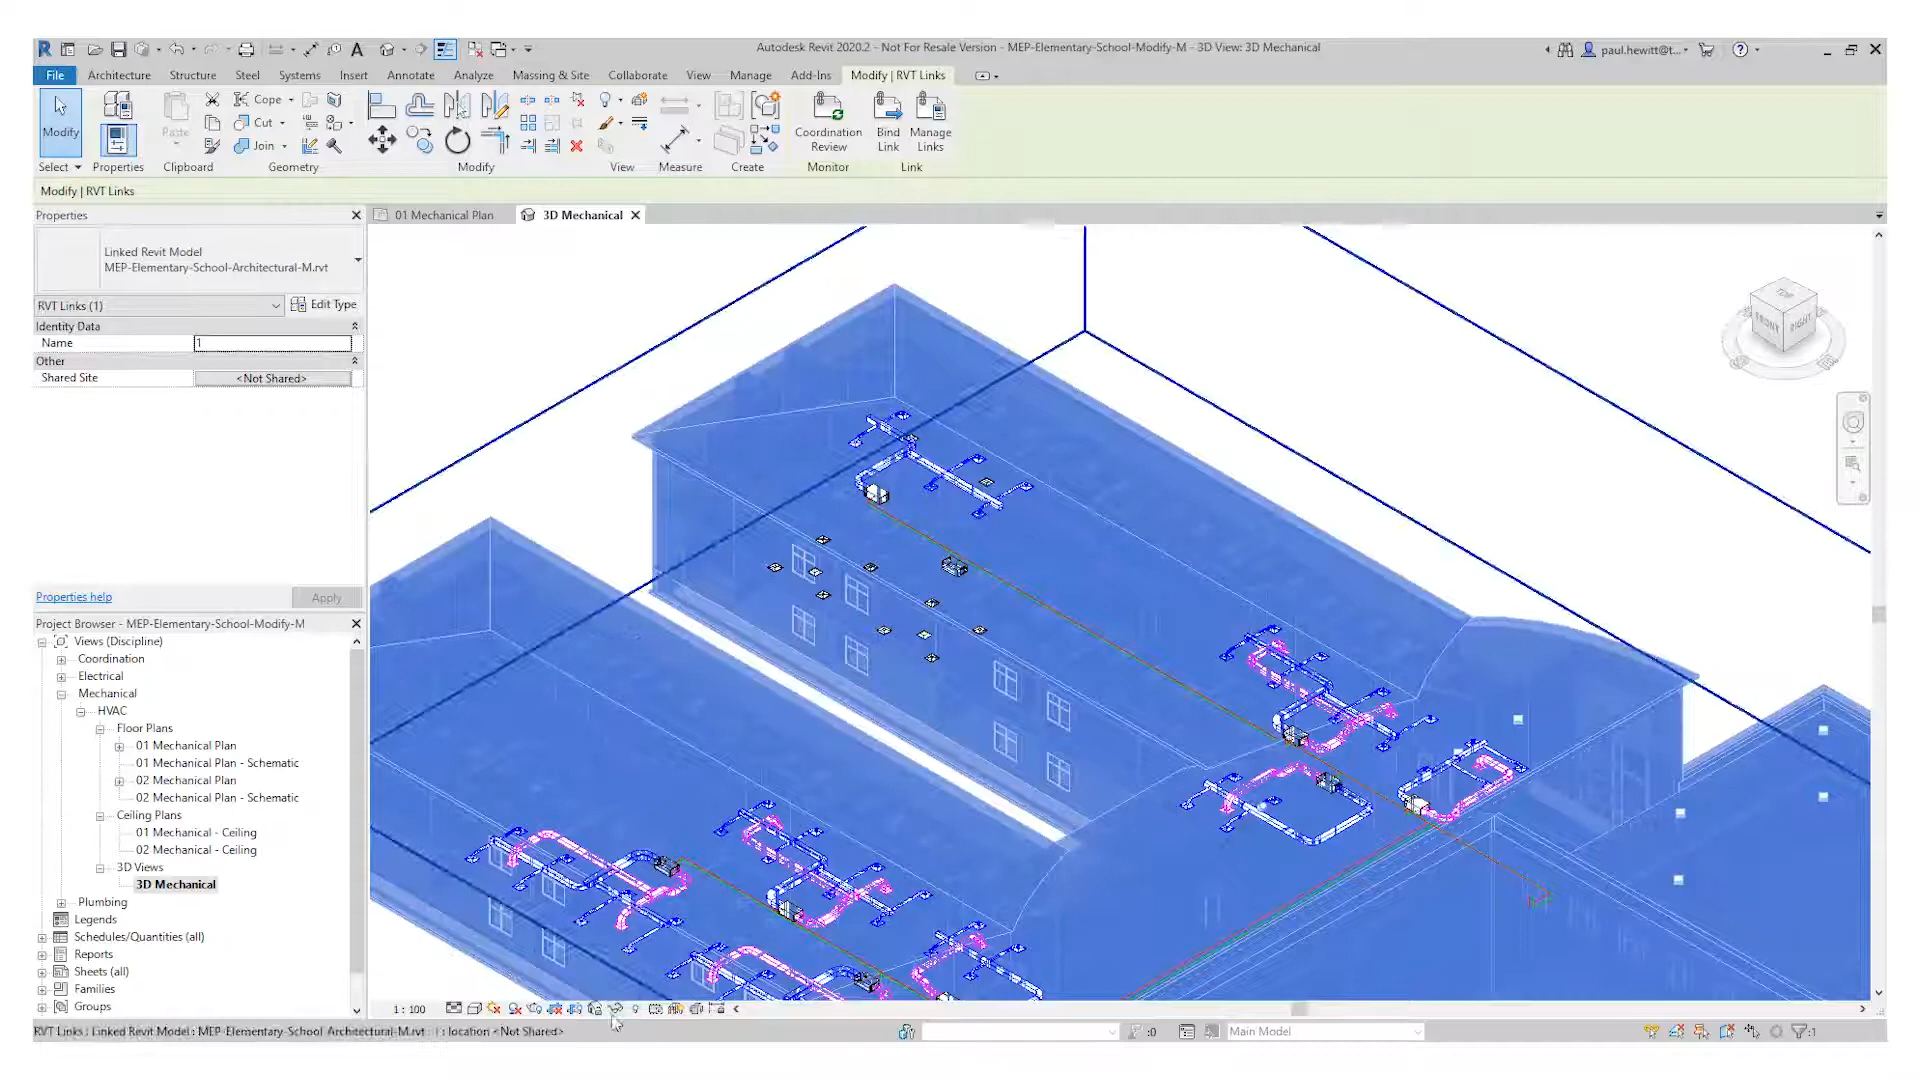 Autodesk Revit 2020.2 - Not For Resale Version - MEP-Elementary-School-Modify-M - 3D View: 3D Mechanical
paul.hewitt@t...
File Architecture Structure Steel Systems Insert Annotate Analyze Massing & Site Collaborate View Manage Add-Ins Modify | RVT Links
Modify
Paste
Cope
Cut
Join
Coordination Review
Bind Link
Manage Links
Select Properties Clipboard Geometry Modify View Measure Create Monitor Link
Modify | RVT Links
Properties
01 Mechanical Plan
3D Mechanical
Linked Revit Model
MEP-Elementary-School-Architectural-M.rvt
RVT Links (1)
Edit Type
Identity Data
Name 1
Other
Shared Site <Not Shared>
TOP
FRONT RIGHT
Properties help
Apply
Project Browser - MEP-Elementary-School-Modify-M
Views (Discipline)
Coordination
Electrical
Mechanical
HVAC
Floor Plans
01 Mechanical Plan
01 Mechanical Plan - Schematic
02 Mechanical Plan
02 Mechanical Plan - Schematic
Ceiling Plans
01 Mechanical - Ceiling
02 Mechanical - Ceiling
3D Views
3D Mechanical
Plumbing
Legends
Schedules/Quantities (all)
Reports
Sheets (all)
Families
Groups
1 : 100
RVT Links : Linked Revit Model : MEP-Elementary-School-Architectural-M.rvt : 1 : location <Not Shared>
:0
Main Model
:1